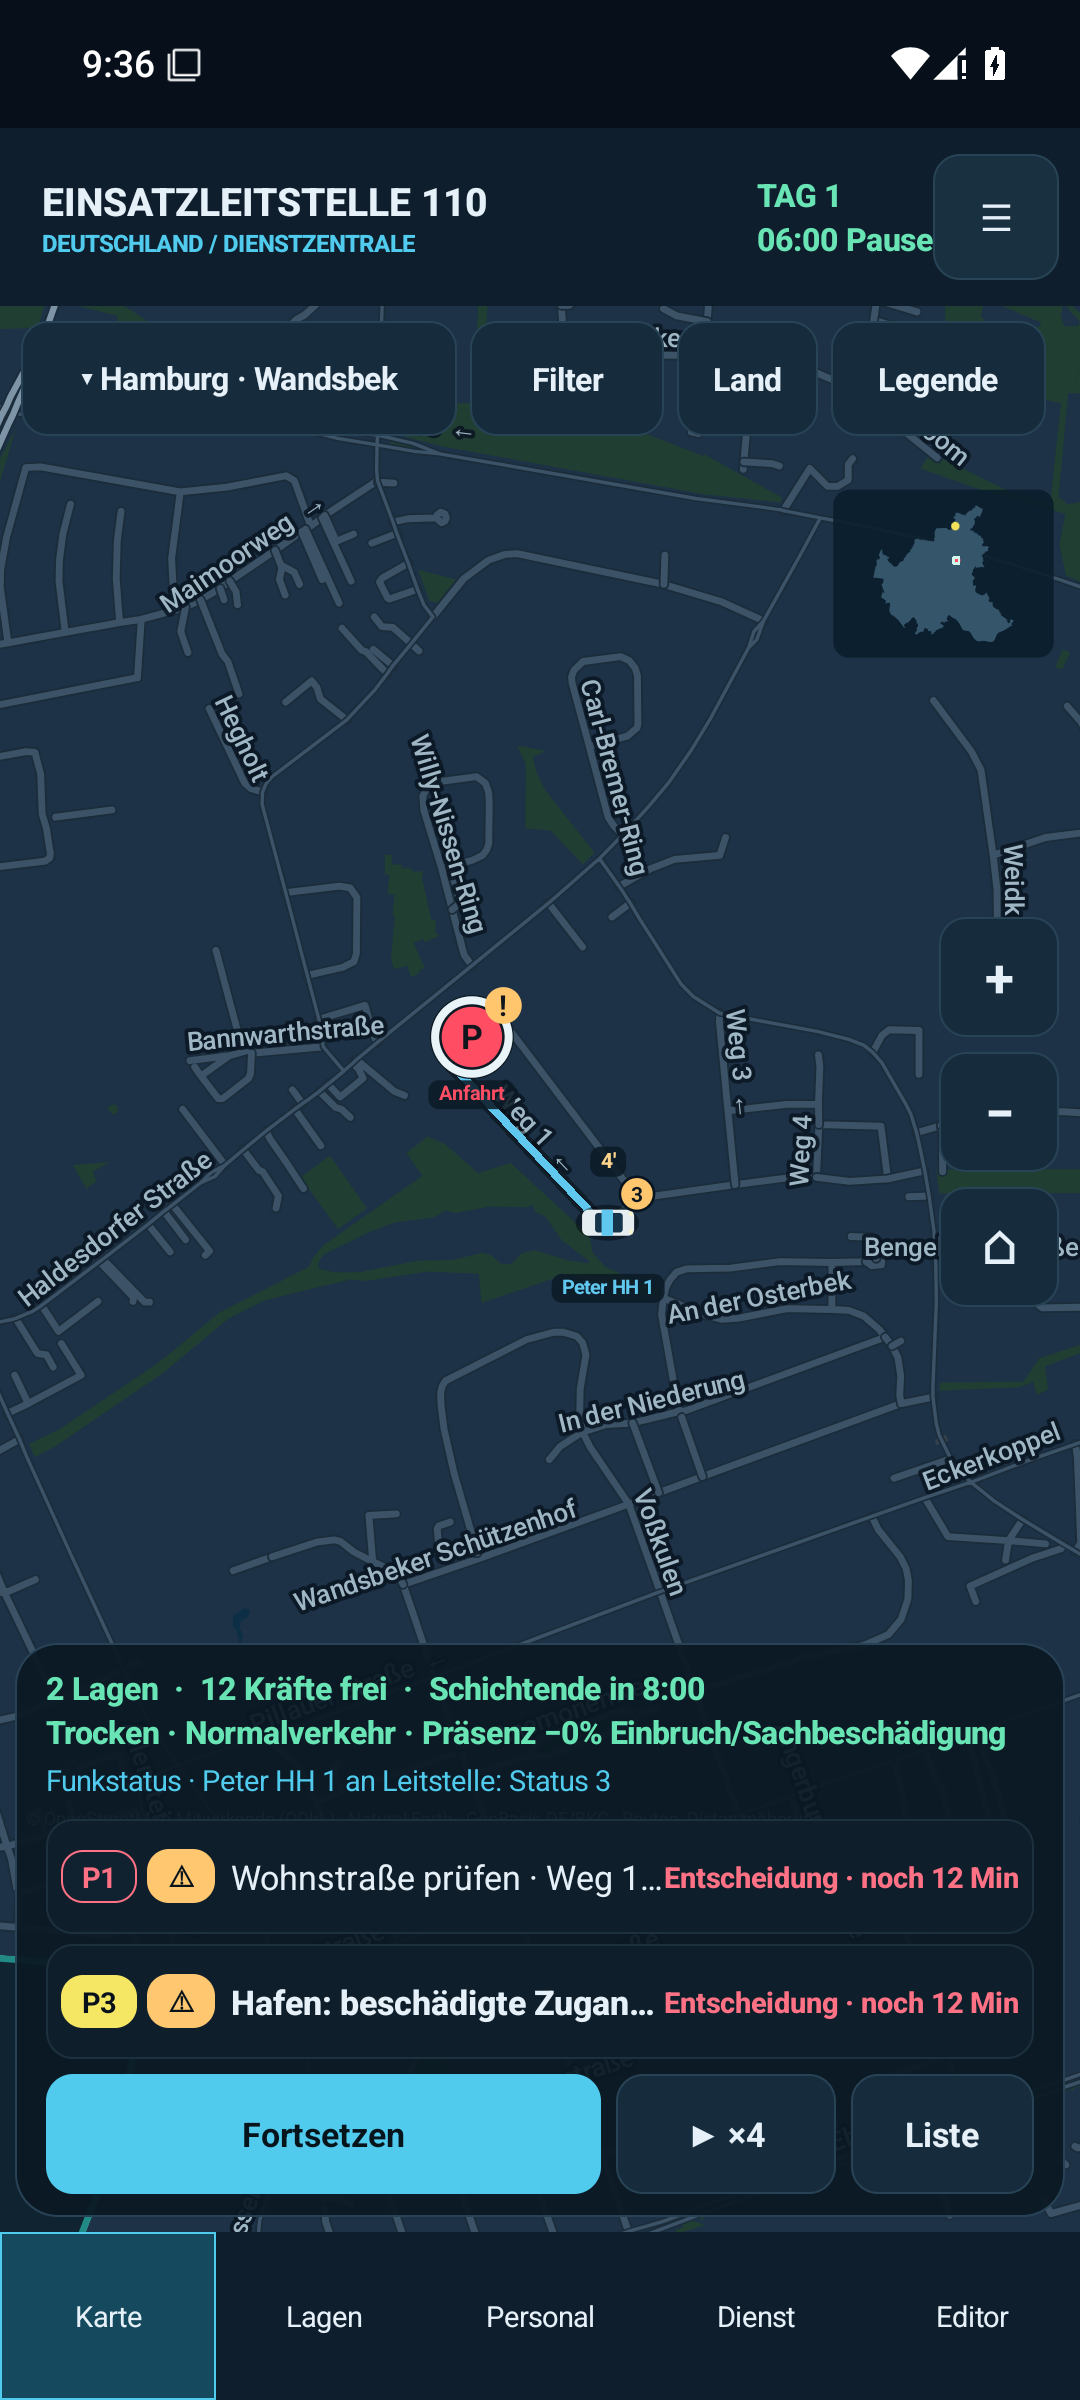 9:36
EINSATZLEITSTELLE 110
DEUTSCHLAND / DIENSTZENTRALE
TAG 1
06:00 Pause
☰
▾ Hamburg · Wandsbek
Filter
Land
Legende
Maimoorweg
Hegholt
Willy-Nissen-Ring
Carl-Bremer-Ring
Weidk
+
Bannwarthstraße
!
P
Anfahrt
Weg 1
Weg 3
Weg 4
−
4'
3
Peter HH 1
Haldesdorfer Straße
An der Osterbek
Benge
In der Niederung
Eckerkoppel
Wandsbeker Schützenhof
Voßkulen
2 Lagen · 12 Kräfte frei · Schichtende in 8:00
Trocken · Normalverkehr · Präsenz −0% Einbruch/Sachbeschädigung
Funkstatus · Peter HH 1 an Leitstelle: Status 3
P1 ⚠ Wohnstraße prüfen · Weg 1… Entscheidung · noch 12 Min
P3 ⚠ Hafen: beschädigte Zugan… Entscheidung · noch 12 Min
Fortsetzen
► ×4
Liste
Karte
Lagen
Personal
Dienst
Editor